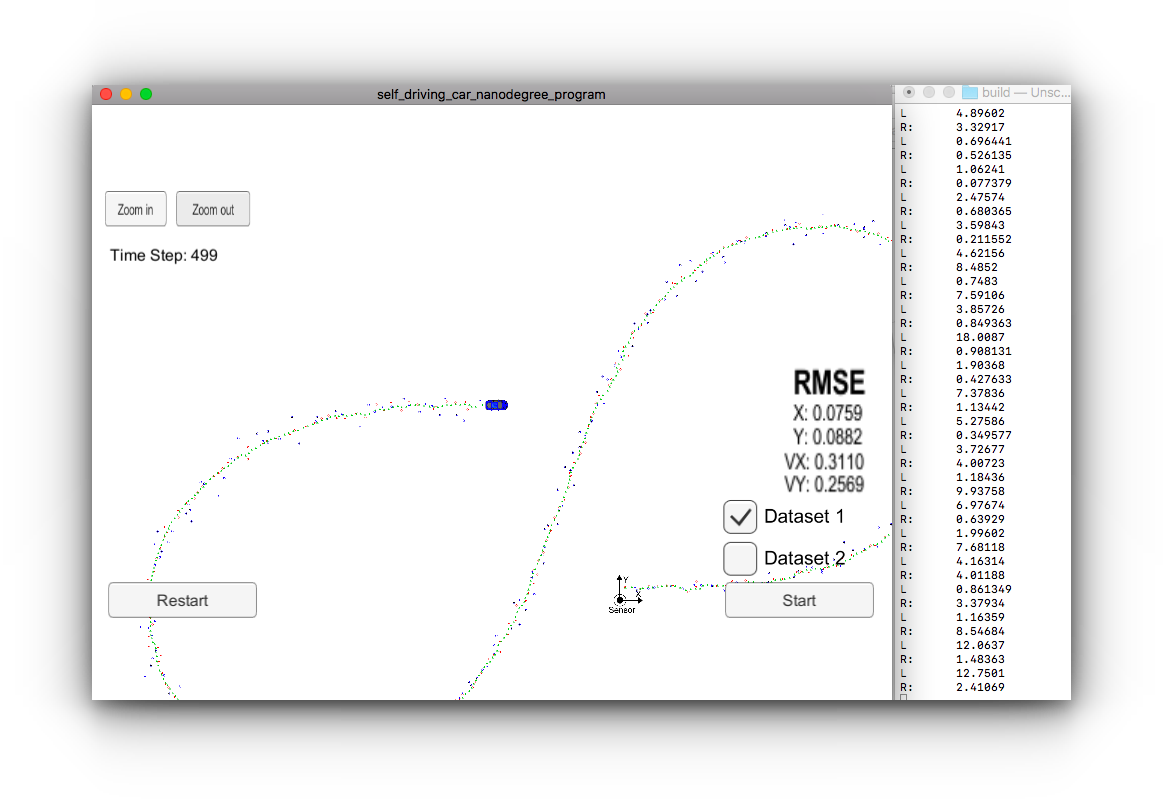 self_driving_car_nanodegree_program
Zoom in
Zoom out
Time Step: 499
RMSE
X: 0.0759
Y: 0.0882
VX: 0.3110
VY: 0.2569
Dataset 1
Dataset 2
Restart
Y
X
Sensor
Start
build — Unsc...
L 4.89602
R: 3.32917
L 0.696441
R: 0.526135
L 1.06241
R: 0.077379
L 2.47574
R: 0.680365
L 3.59843
R: 0.211552
L 4.62156
R: 8.4852
L 0.7483
R: 7.59106
L 3.85726
R: 0.849363
L 18.0087
R: 0.908131
L 1.90368
R: 0.427633
L 7.37836
R: 1.13442
L 5.27586
R: 0.349577
L 3.72677
R: 4.00723
L 1.18436
R: 9.93758
L 6.97674
R: 0.63929
L 1.99602
R: 7.68118
L 4.16314
R: 4.01188
L 0.861349
R: 3.37934
L 1.16359
R: 8.54684
L 12.0637
R: 1.48363
L 12.7501
R: 2.41069